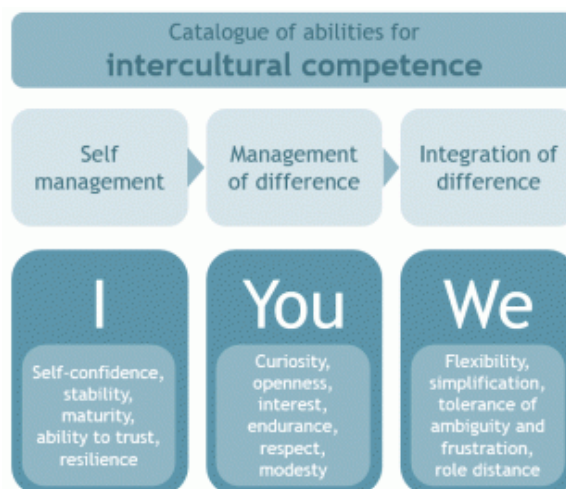 Catalogue of abilities for
intercultural competence
Self
management
Management
of difference
Integration of
difference
I
Self-confidence,
stability,
maturity,
ability to trust,
resilience
You
Curiosity,
openness,
interest,
endurance,
respect,
modesty
We
Flexibility,
simplification,
tolerance of
ambiguity and
frustration,
role distance